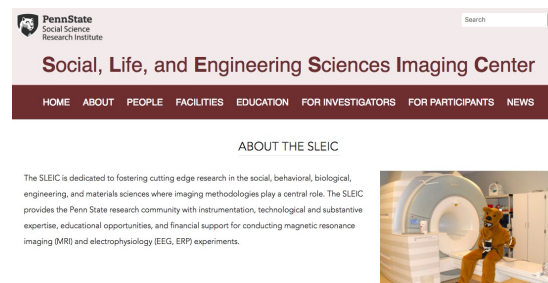 PennState
Social Science
Research Institute
Search
Social, Life, and Engineering Sciences Imaging Center
HOME ABOUT PEOPLE FACILITIES EDUCATION FOR INVESTIGATORS FOR PARTICIPANTS NEWS
ABOUT THE SLEIC
The SLEIC is dedicated to fostering cutting edge research in the social, behavioral, biological,
engineering, and materials sciences where imaging methodologies play a central role. The SLEIC
provides the Penn State research community with instrumentation, technological and substantive
expertise, educational opportunities, and financial support for conducting magnetic resonance
imaging (MRI) and electrophysiology (EEG, ERP) experiments.